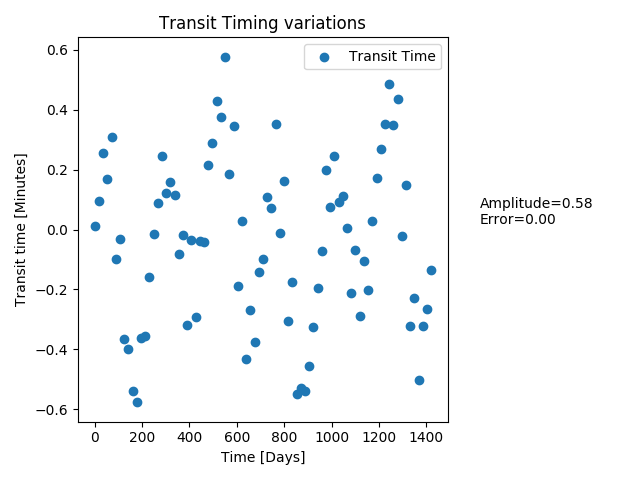 Transit Timing variations
Transit Time
Transit time [Minutes]
0.6
0.4
0.2
0.0
−0.2
−0.4
−0.6
0 200 400 600 800 1000 1200 1400
Time [Days]
Amplitude=0.58
Error=0.00